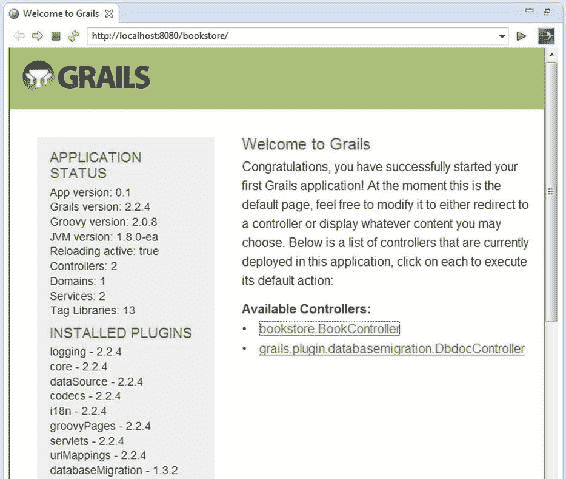 Welcome to Grails
http://localhost:8080/bookstore/
GRAILS
APPLICATION
STATUS
App version: 0.1
Grails version: 2.2.4
Groovy version: 2.0.8
JVM version: 1.8.0-ea
Reloading active: true
Controllers: 2
Domains: 1
Services: 2
Tag Libraries: 13
INSTALLED PLUGINS
logging - 2.2.4
core - 2.2.4
dataSource - 2.2.4
codecs - 2.2.4
i18n - 2.2.4
groovyPages - 2.2.4
servlets - 2.2.4
urlMappings - 2.2.4
databaseMigration - 1.3.2
Welcome to Grails
Congratulations, you have successfully started your
first Grails application! At the moment this is the
default page, feel free to modify it to either redirect to
a controller or display whatever content you may
choose. Below is a list of controllers that are currently
deployed in this application, click on each to execute
its default action:
Available Controllers:
• bookstore.BookController
• grails.plugin.databasemigration.DbdocController